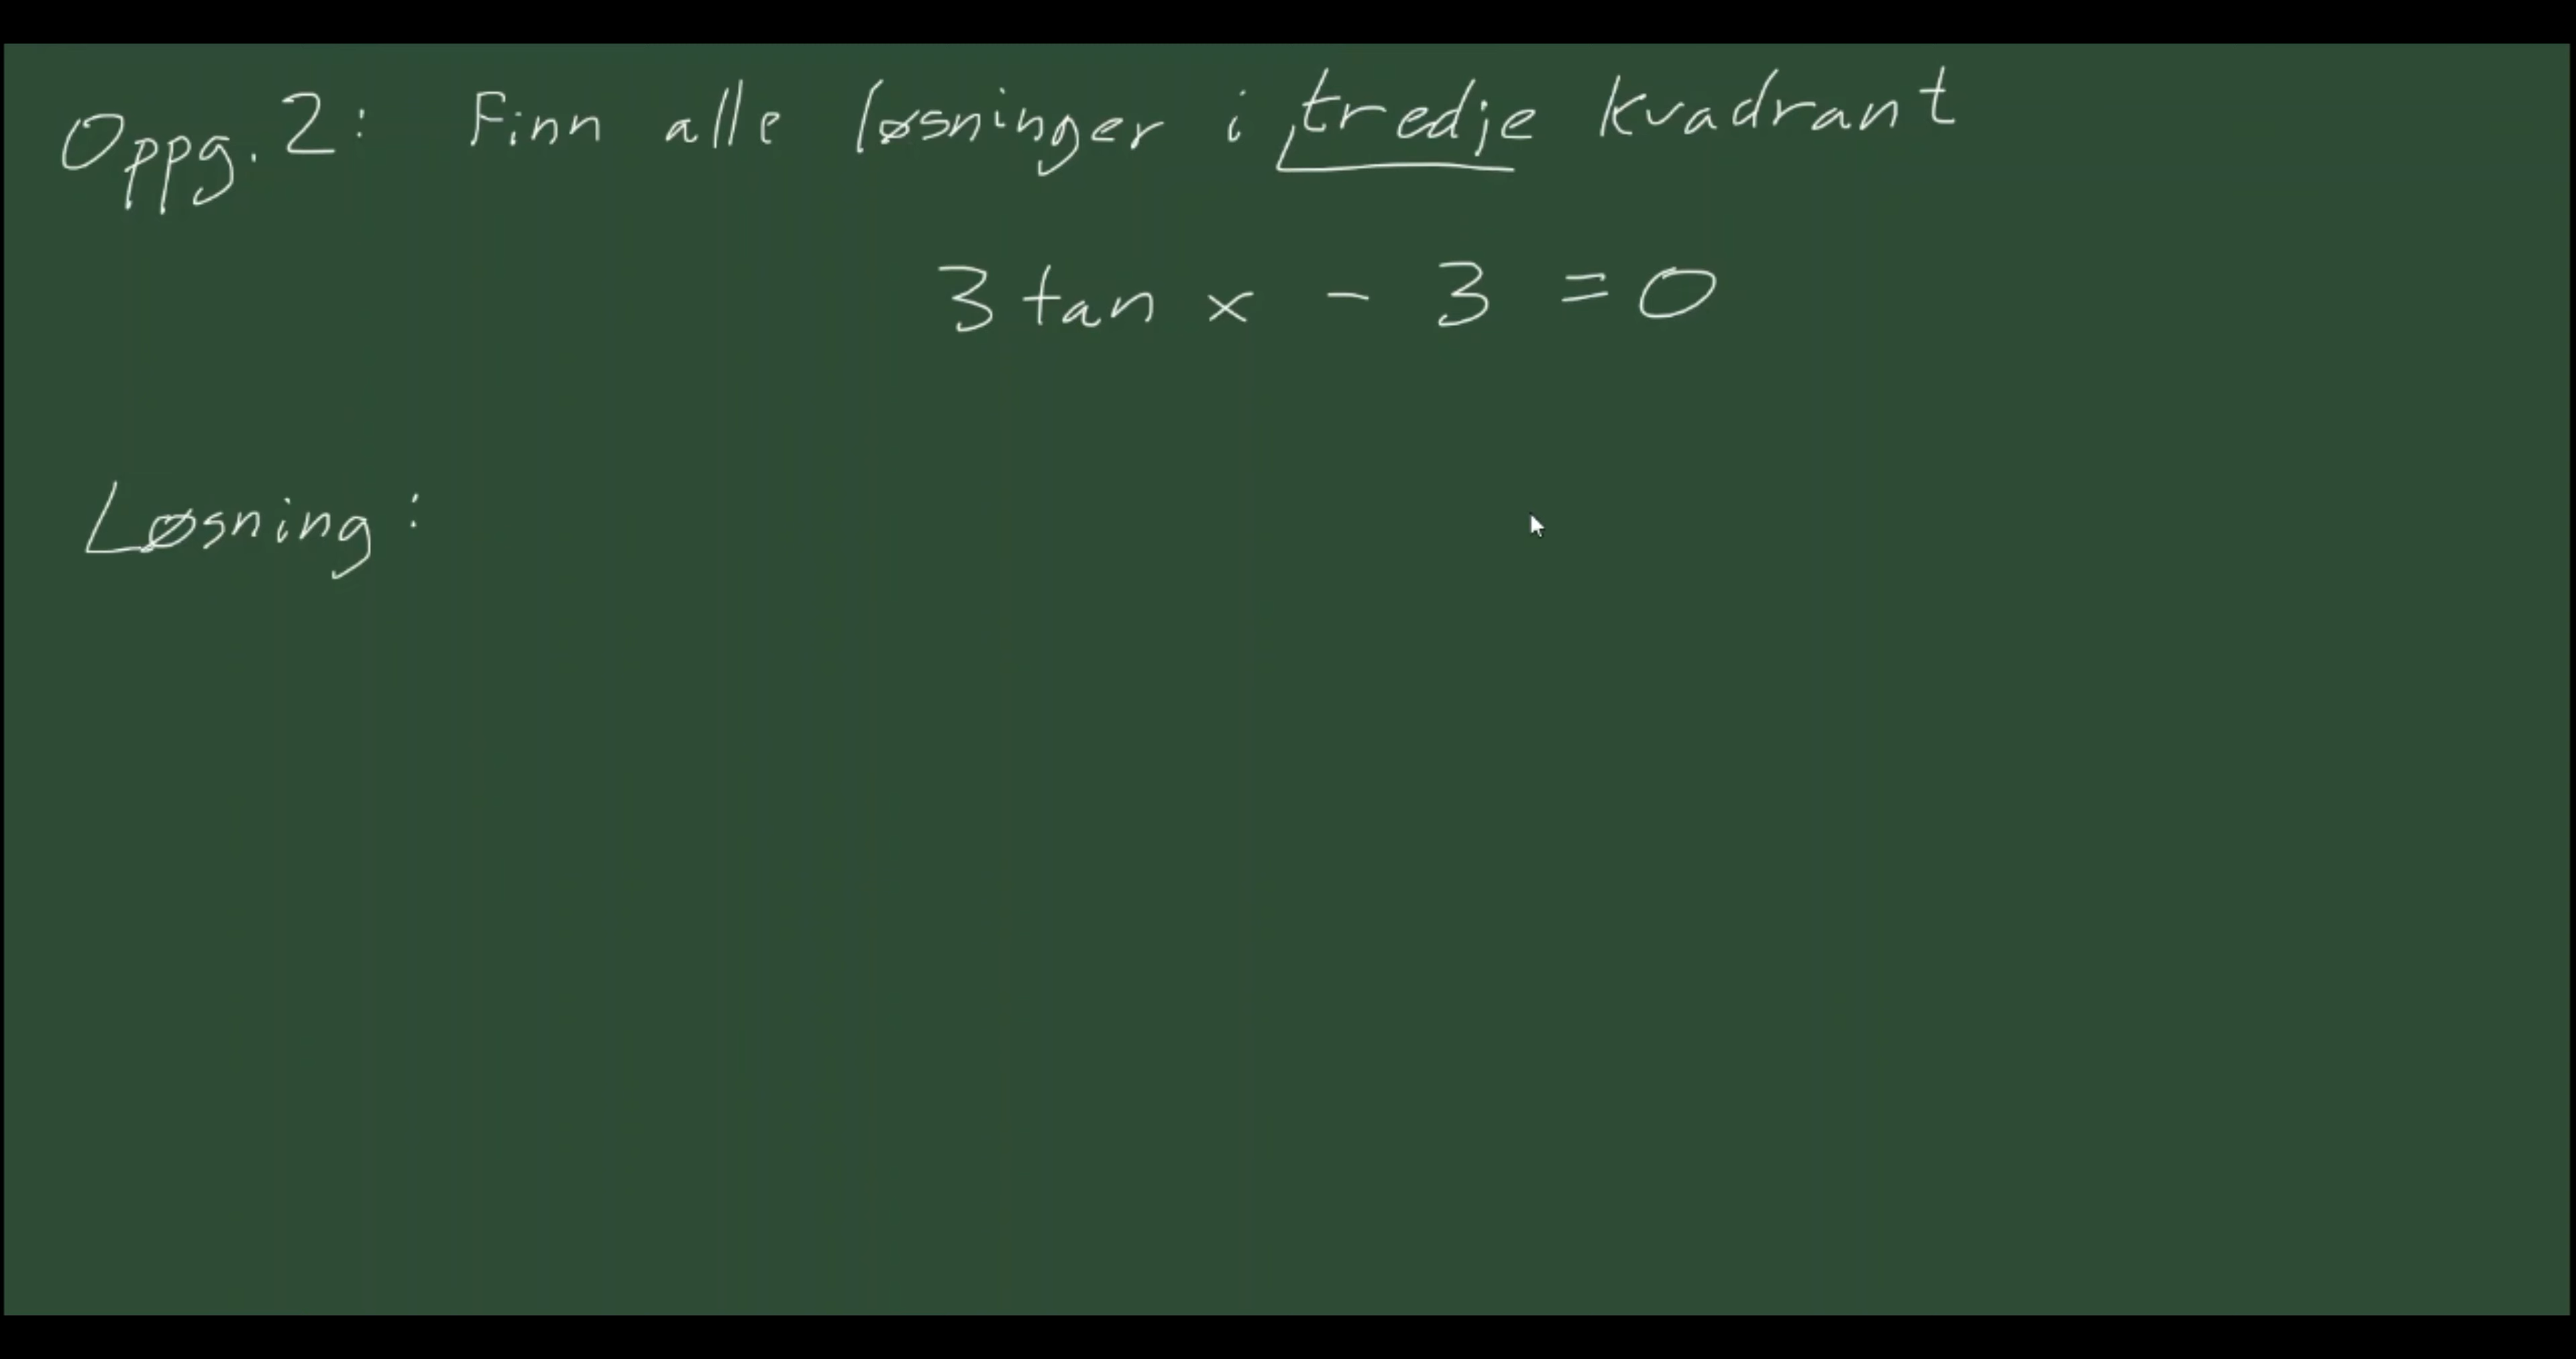 Oppg. 2: Finn alle løsninger i tredje kvadrant
3 tan x - 3 = 0
Løsning: